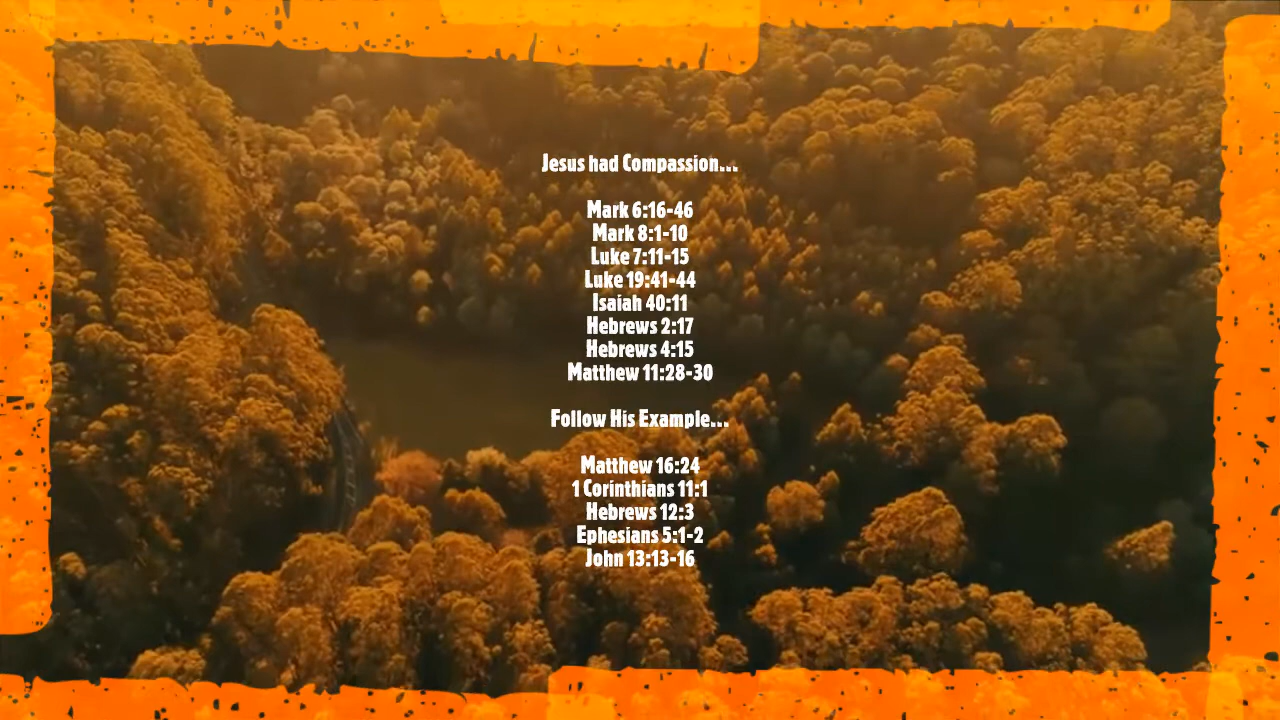 Jesus had Compassion...
Mark 6:16-46
Mark 8:1-10
Luke 7:11-15
Luke 19:41-44
Isaiah 40:11
Hebrews 2:17
Hebrews 4:15
Matthew 11:28-30
Follow His Example...
Matthew 16:24
1 Corinthians 11:1
Hebrews 12:3
Ephesians 5:1-2
John 13:13-16